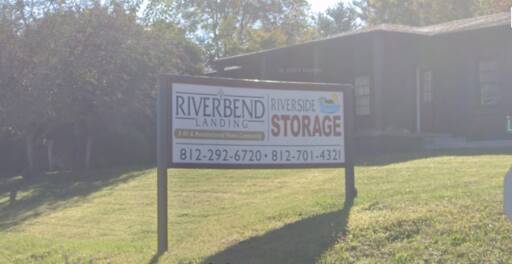 RIVERBEND
LANDING
RIVERSIDE
STORAGE
812-292-6720 • 812-701-4321